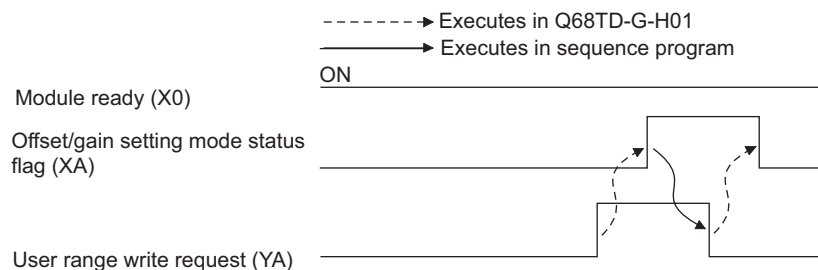 Executes in Q68TD-G-H01
Executes in sequence program
ON
Module ready (X0)
Offset/gain setting mode status
flag (XA)
User range write request (YA)